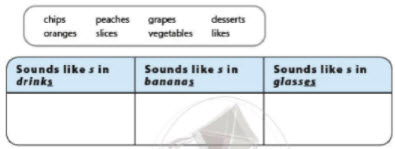 chips peaches grapes desserts
oranges slices vegetables likes
Sounds like s in drinks
Sounds like s in bananas
Sounds like s in glasses